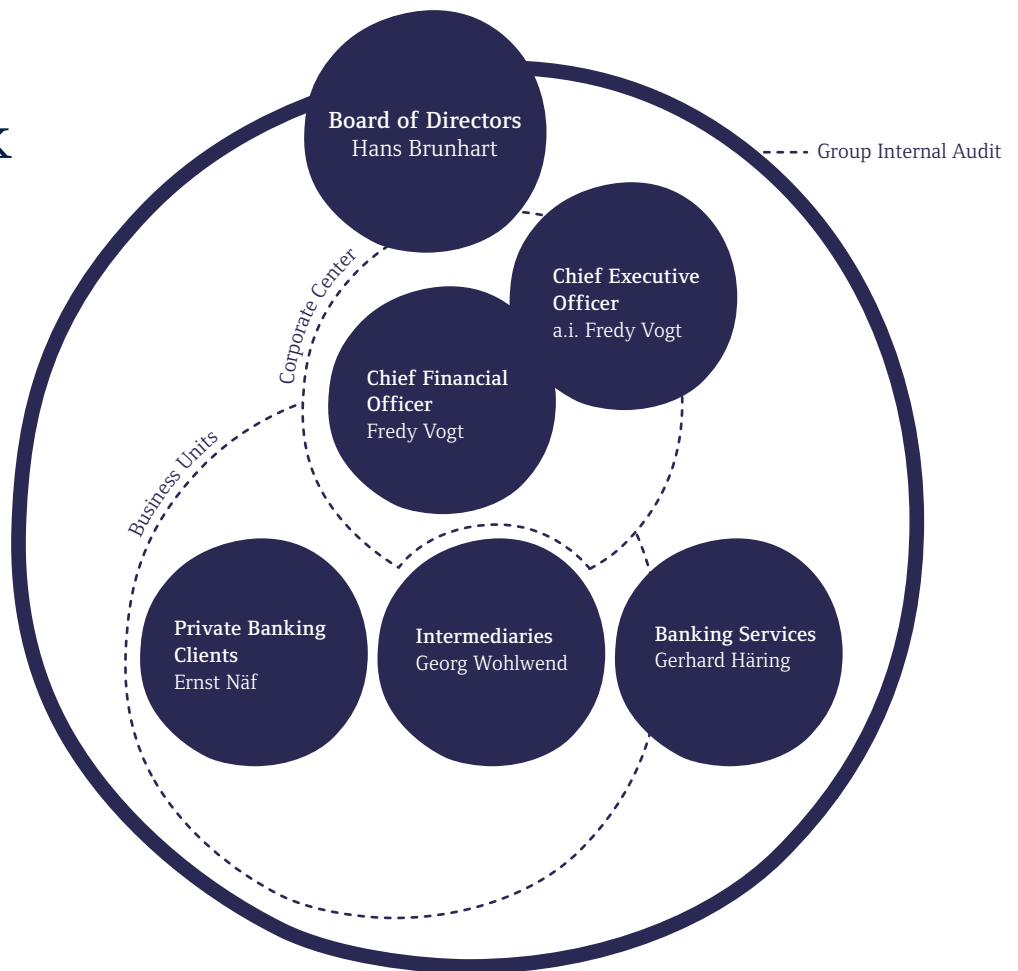 Board of Directors
Hans Brunhart
Group Internal Audit
Corporate Center
Chief Executive
Officer
a.i. Fredy Vogt
Chief Financial
Officer
Fredy Vogt
Business Units
Private Banking
Clients
Ernst Näf
Intermediaries
Georg Wohlwend
Banking Services
Gerhard Häring